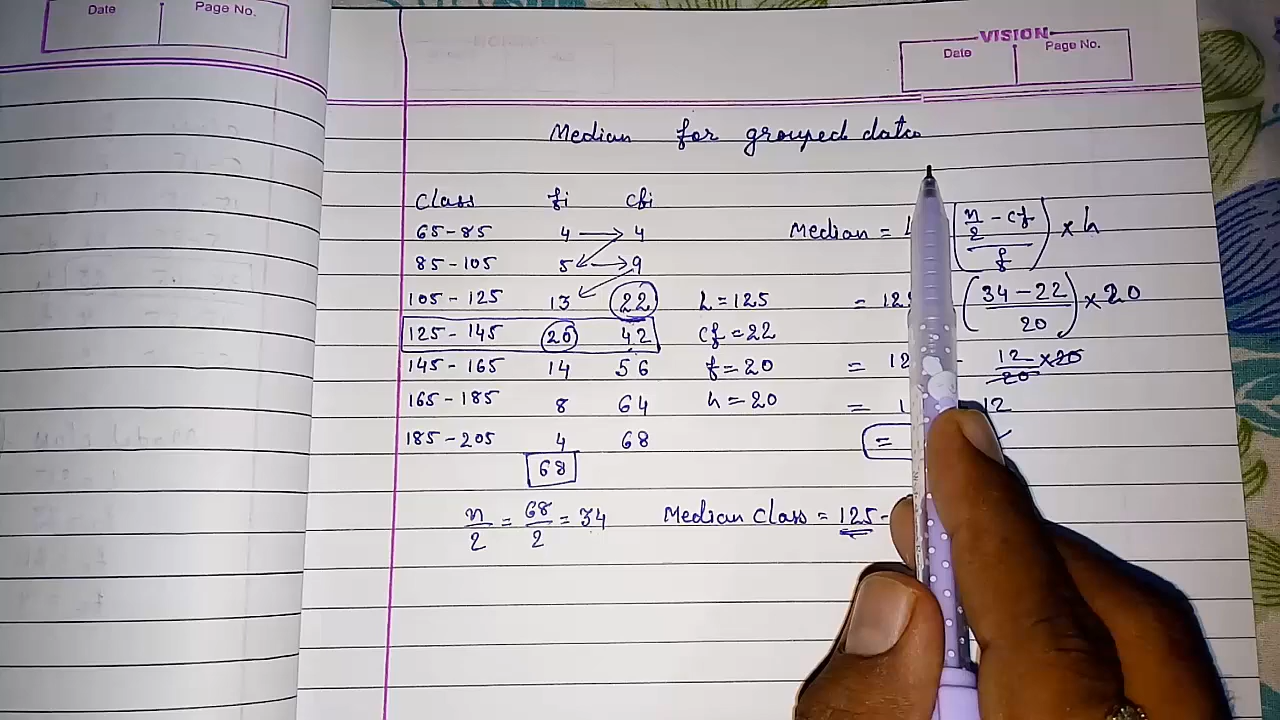 Date Page No.
VISION
Date Page No.
Median for grouped data
Class fi cfi
65-85 4 4
85-105 5 9
105-125 13 22
125-145 20 42
145-165 14 56
165-185 8 64
185-205 4 68
68
n/2 = 68/2 = 34
L = 125
cf = 22
f = 20
h = 20
Median = (n/2 - cf / f) × h
= (34-22 / 20) × 20
= 12/20 × 20
= 12
=
Median Class = 125-